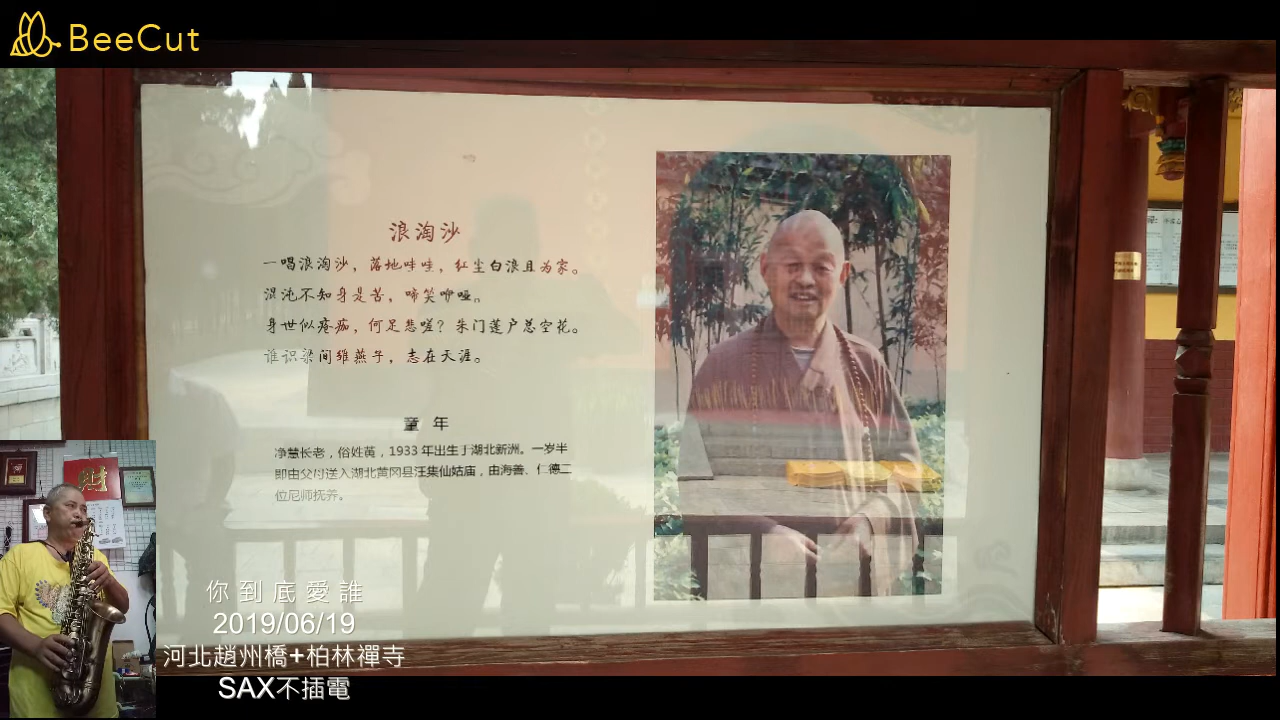 BeeCut
浪淘沙
一唱浪淘沙，落地哇哇，红尘白浪且为家。
混沌不知身是苦，啼笑咿哑。
身世似疮痂，何足悲嗟？朱门蓬户总空花。
谁识梁间雏燕子，志在天涯。
童 年
净慧长老，俗姓黄，1933年出生于湖北新洲。一岁半
即由父母送入湖北黄冈县汪集仙姑庙，由海善、仁德二
位尼师抚养。
你到底愛誰
2019/06/19
河北趙州橋+柏林禪寺
SAX不插電